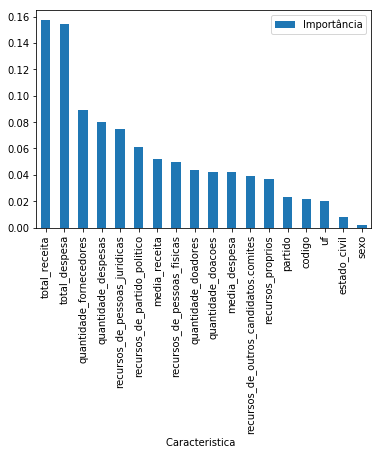 Importância
0.16
0.14
0.12
0.10
0.08
0.06
0.04
0.02
0.00
total_receita
total_despesa
quantidade_fornecedores
quantidade_despesas
recursos_de_pessoas_juridicas
recursos_de_partido_politico
media_receita
recursos_de_pessoas_fisicas
quantidade_doadores
quantidade_doacoes
media_despesa
recursos_de_outros_candidatos.comites
recursos_proprios
partido
codigo
uf
estado_civil
sexo
Caracteristica